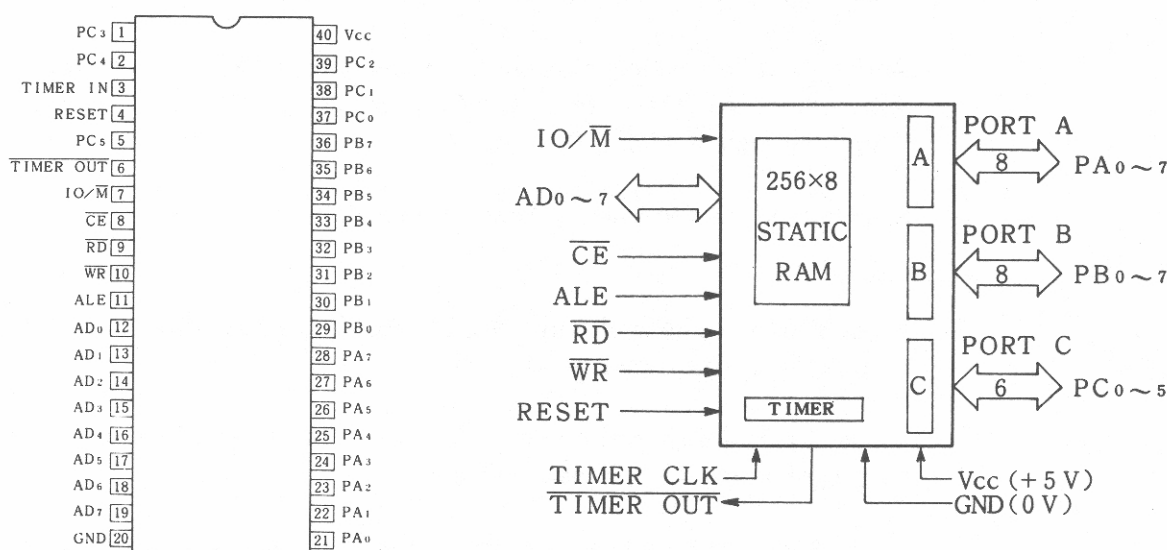 PC3 1
PC4 2
TIMER IN 3
RESET 4
PC5 5
TIMER OUT 6
IO/M 7
CE 8
RD 9
WR 10
ALE 11
AD0 12
AD1 13
AD2 14
AD3 15
AD4 16
AD5 17
AD6 18
AD7 19
GND 20
40 Vcc
39 PC2
38 PC1
37 PC0
36 PB7
35 PB6
34 PB5
33 PB4
32 PB3
31 PB2
30 PB1
29 PB0
28 PA7
27 PA6
26 PA5
25 PA4
24 PA3
23 PA2
22 PA1
21 PA0
IO/M
AD0~7
CE
ALE
RD
WR
RESET
256×8
STATIC
RAM
TIMER
A
B
C
PORT A
8 PA0~7
PORT B
8 PB0~7
PORT C
6 PC0~5
TIMER CLK
TIMER OUT
Vcc(+5V)
GND(0V)